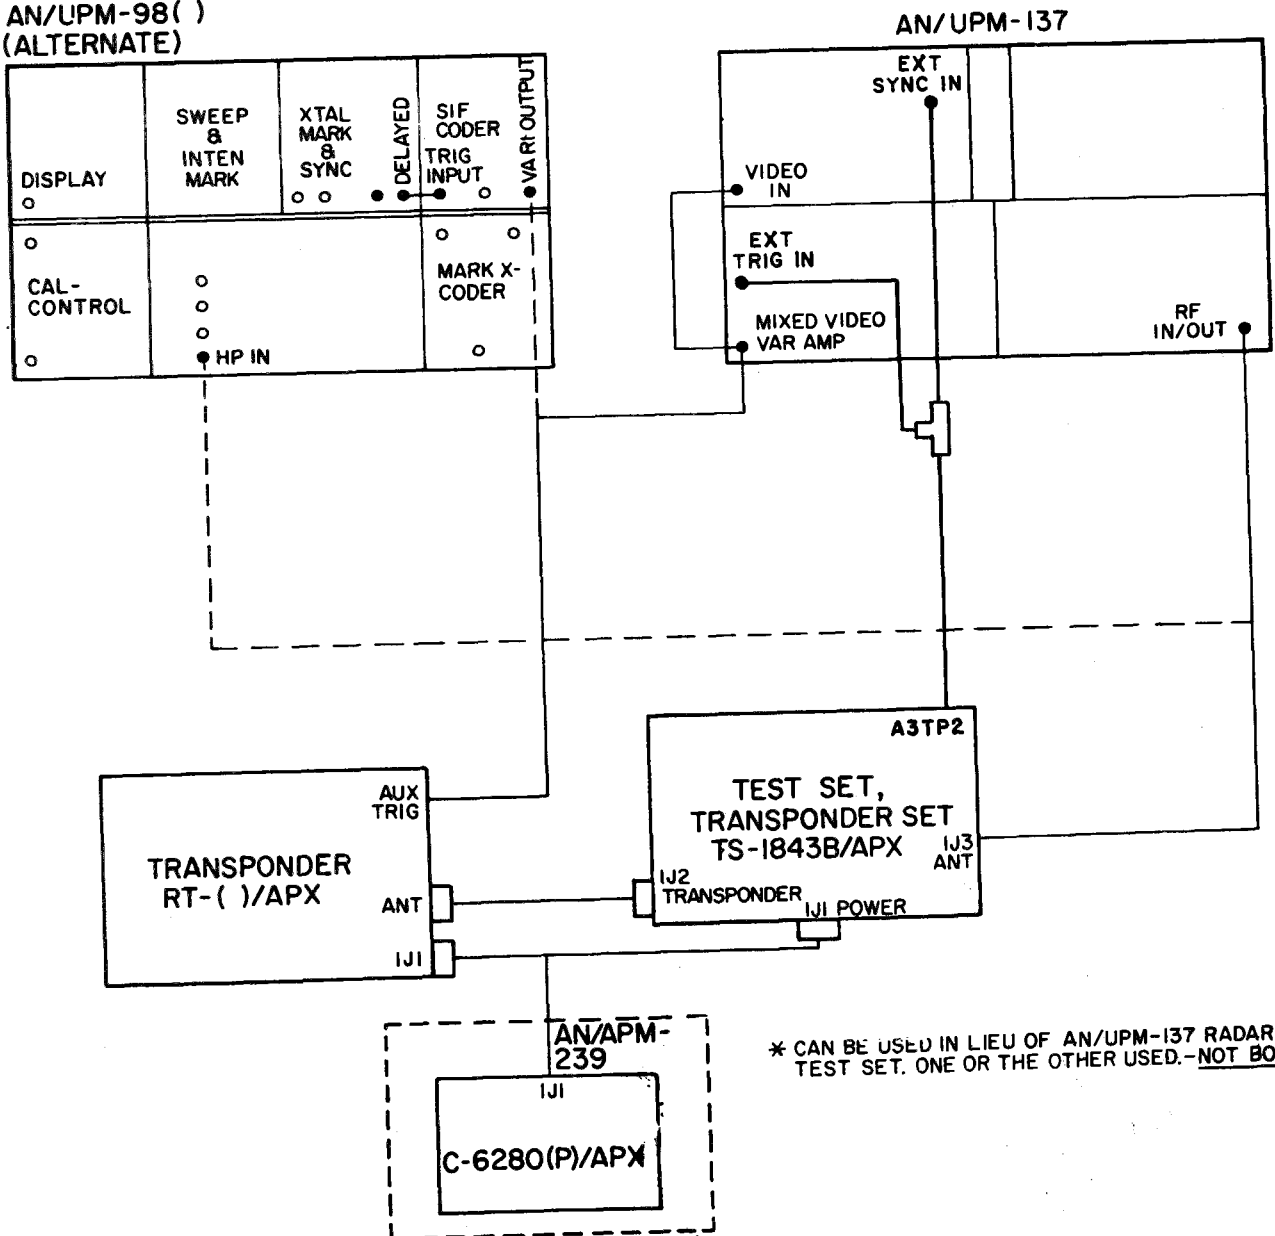 AN/UPM-98( )
(ALTERNATE)
DISPLAY
SWEEP
&
INTEN
MARK
XTAL
MARK
&
SYNC
DELAYED
SIF
CODER
TRIG
INPUT
VARI OUTPUT
CAL-
CONTROL
HP IN
MARK X-
CODER
AN/UPM-137
EXT
SYNC IN
VIDEO
IN
EXT
TRIG IN
MIXED VIDEO
VAR AMP
RF
IN/OUT
A3TP2
TEST SET,
TRANSPONDER SET
TS-1843B/APX
1J3
ANT
1J2
TRANSPONDER
1J1 POWER
AUX
TRIG
TRANSPONDER
RT-( )/APX
ANT
1J1
AN/APM-
239
1J1
C-6280(P)/APX
* CAN BE USED IN LIEU OF AN/UPM-137 RADAR
TEST SET. ONE OR THE OTHER USED.-NOT BO